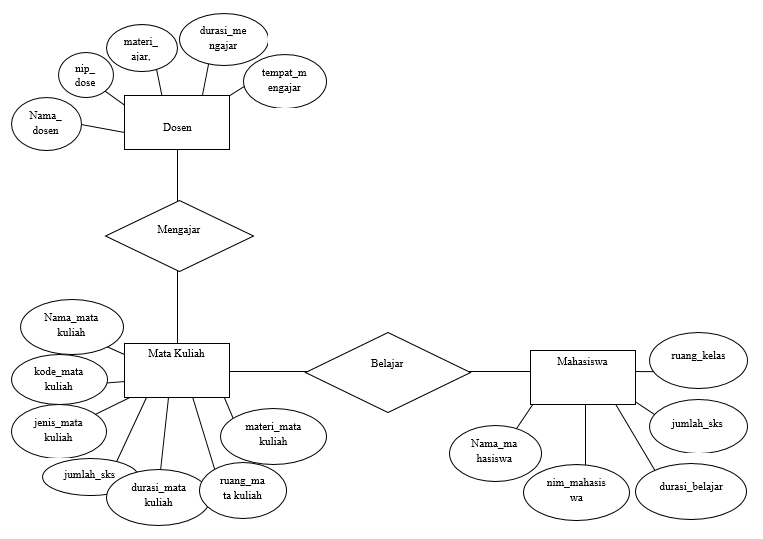 durasi_me
ngajar
materi_
ajar,
nip_
dose
tempat_m
engajar
Nama_
dosen
Dosen
Mengajar
Nama_mata
kuliah
Mata Kuliah
Belajar
Mahasiswa
ruang_kelas
kode_mata
kuliah
jenis_mata
kuliah
materi_mata
kuliah
jumlah_sks
Nama_ma
hasiswa
jumlah_sks
durasi_mata
kuliah
ruang_ma
ta kuliah
nim_mahasis
wa
durasi_belajar